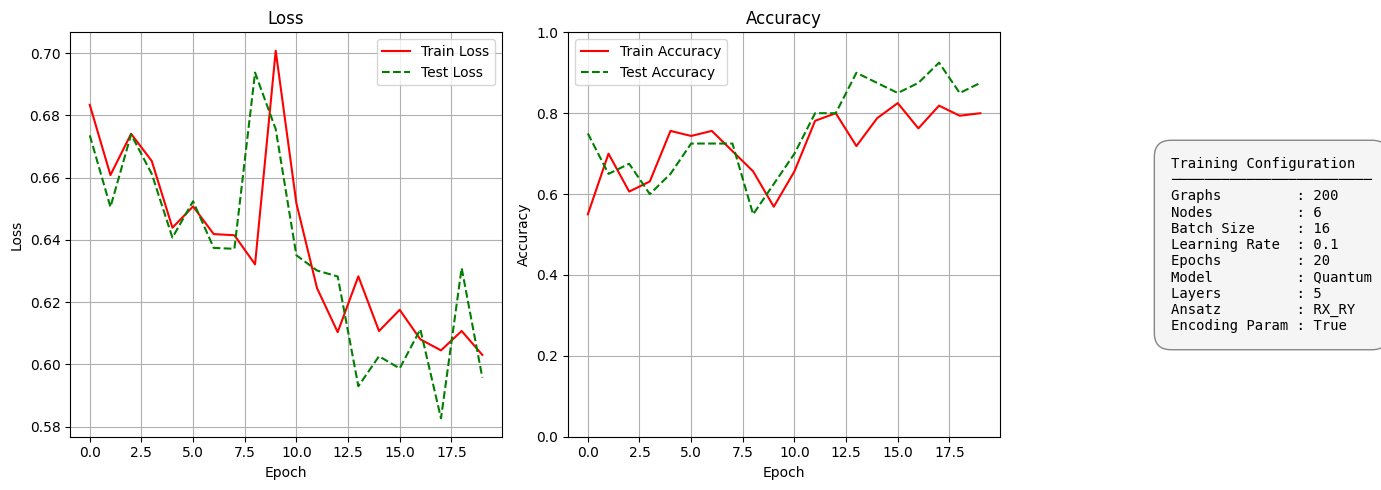 Loss
Train Loss
Test Loss
0.70
0.68
0.66
0.64
0.62
0.60
0.58
Loss
0.0 2.5 5.0 7.5 10.0 12.5 15.0 17.5
Epoch
Accuracy
Train Accuracy
Test Accuracy
1.0
0.8
0.6
0.4
0.2
0.0
Accuracy
0.0 2.5 5.0 7.5 10.0 12.5 15.0 17.5
Epoch
Training Configuration
Graphs : 200
Nodes : 6
Batch Size : 16
Learning Rate : 0.1
Epochs : 20
Model : Quantum
Layers : 5
Ansatz : RX_RY
Encoding Param : True